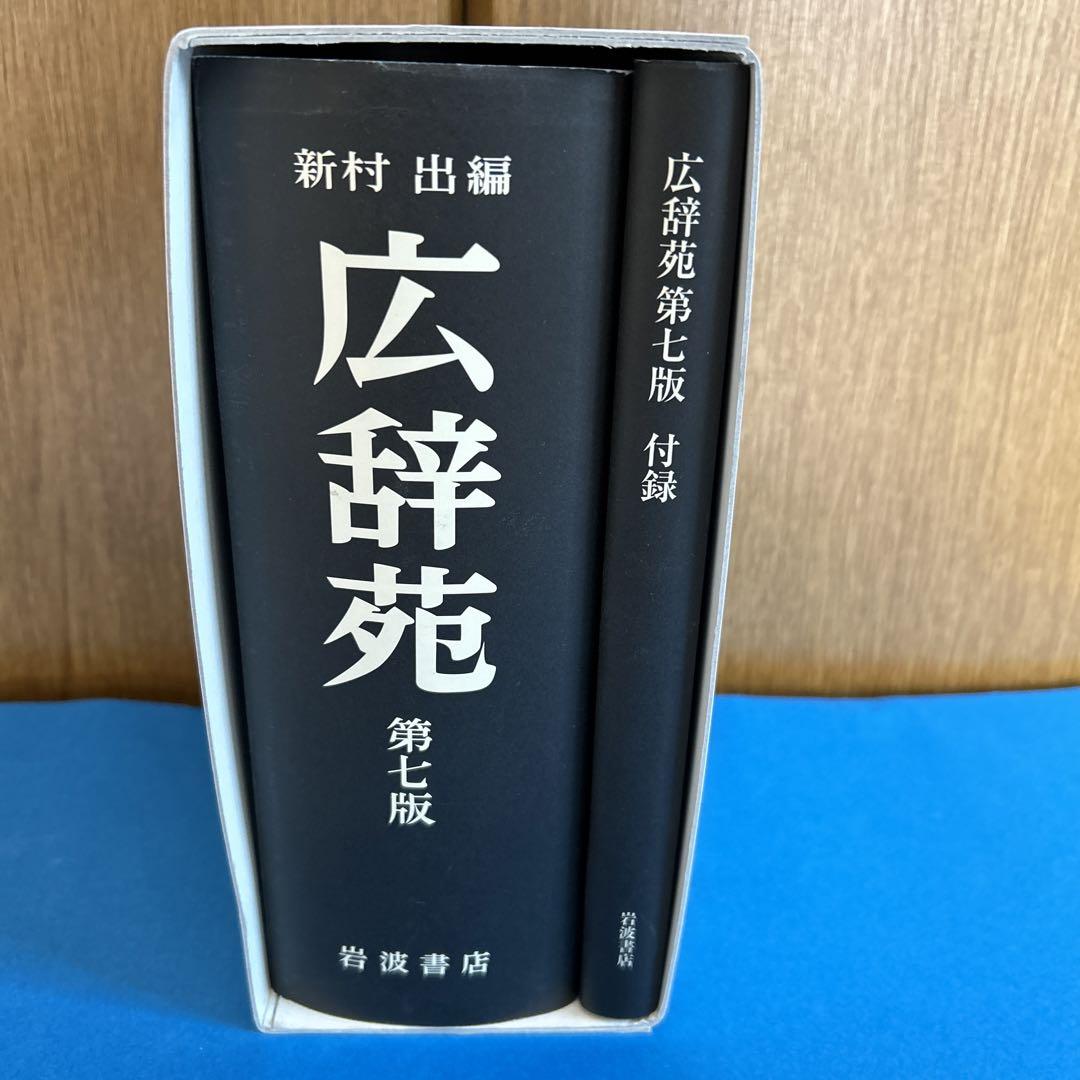 新村 出編
広辞苑
第七版
岩波書店
広辞苑 第七版 付録
岩波書店